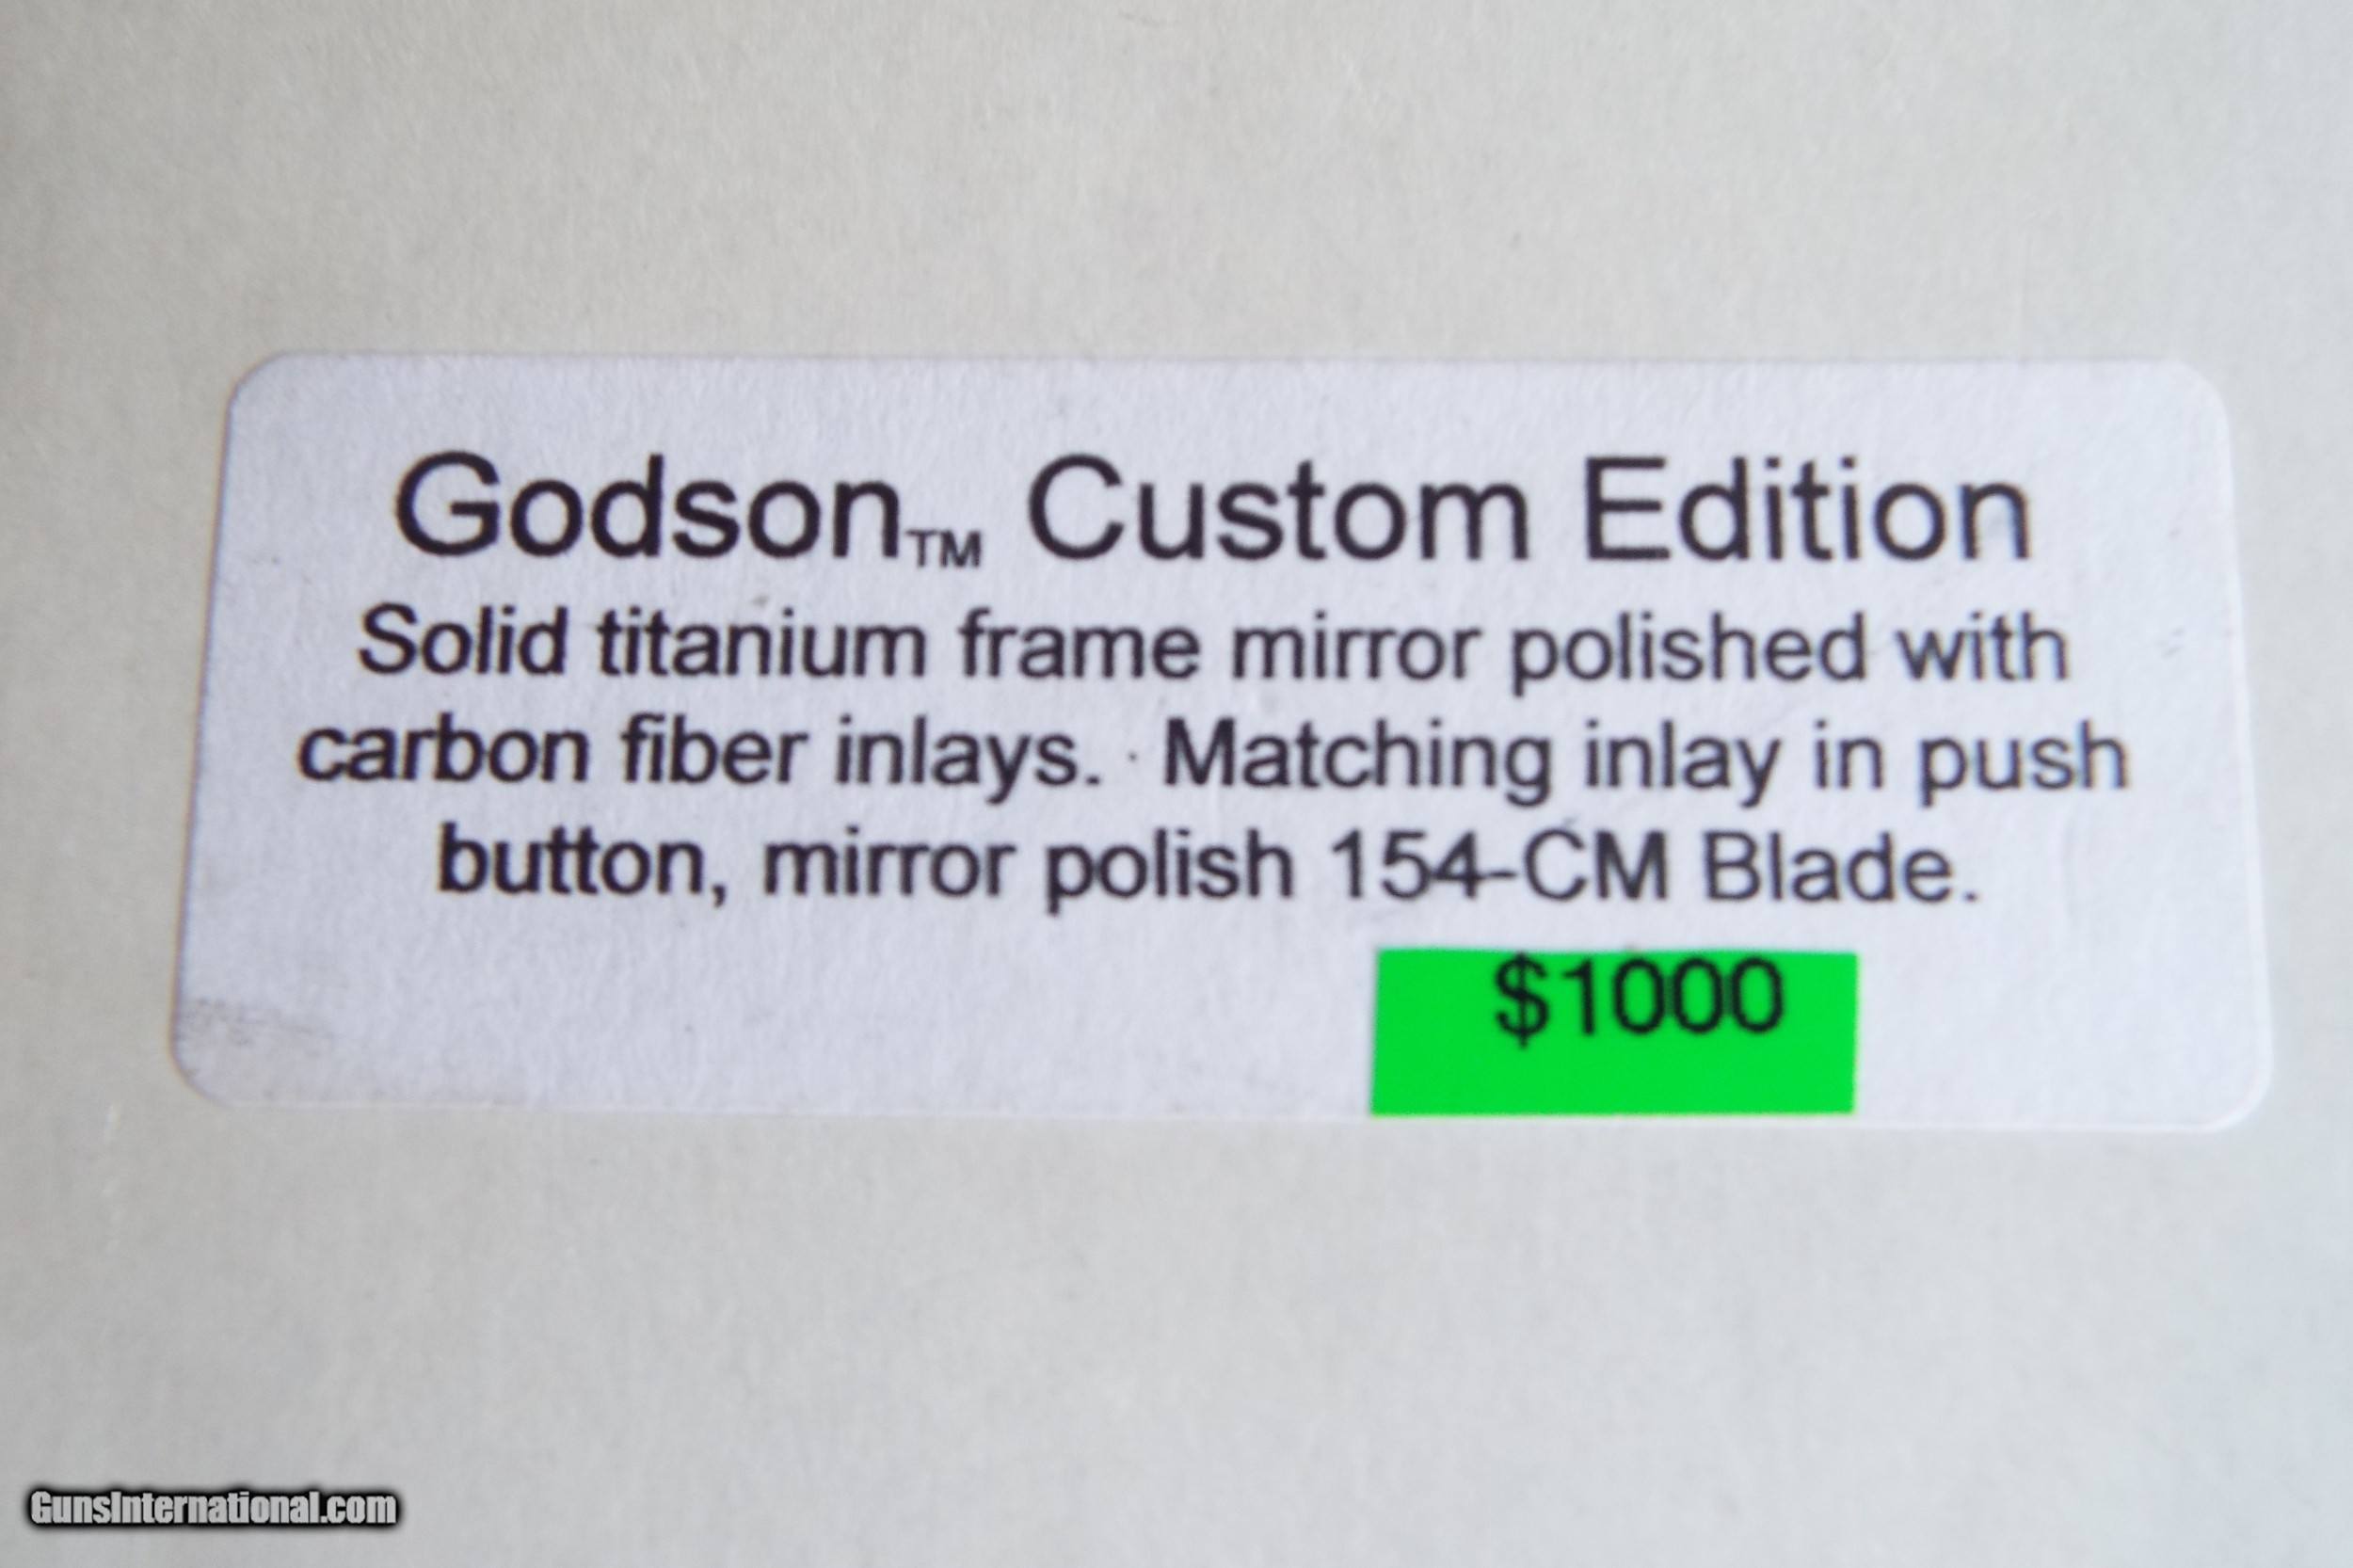 Godson™ Custom Edition
Solid titanium frame mirror polished with
carbon fiber inlays. Matching inlay in push
button, mirror polish 154-CM Blade.
$1000
GunsInternational.com